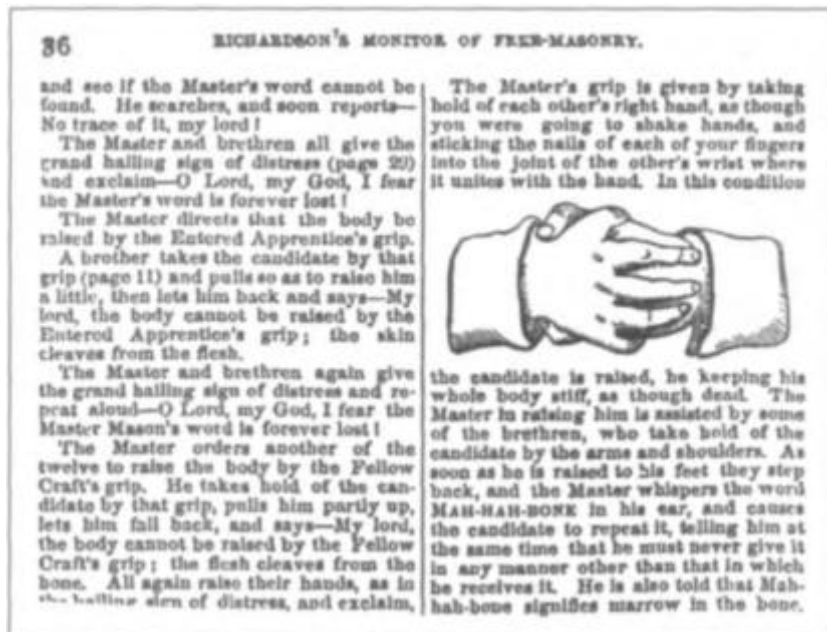 36
RICHARDSON'S MONITOR OF FREE-MASONRY.
and see if the Master's word cannot be
found. He searches, and soon reports—
No trace of it, my lord!
The Master and brethren all give the
grand hailing sign of distress (page 29)
and exclaim—O Lord, my God, I fear
the Master's word is forever lost!
The Master directs that the body be
raised by the Entered Apprentice's grip.
A brother takes the candidate by that
grip (page 11) and pulls so as to raise him
a little, then lets him back and says—My
lord, the body cannot be raised by the
Entered Apprentice's grip; the skin
cleaves from the flesh.
The Master and brethren again give
the grand hailing sign of distress and re-
peat aloud—O Lord, my God, I fear the
Master Mason's word is forever lost!
The Master orders another of the
twelve to raise the body by the Fellow
Craft's grip. He takes hold of the can-
didate by that grip, pulls him partly up,
lets him fall back, and says—My lord,
the body cannot be raised by the Fellow
Craft's grip; the flesh cleaves from the
bone. All again raise their hands, as in
the hailing sign of distress, and exclaim,
The Master's grip is given by taking
hold of each other's right hand, as though
you were going to shake hands, and
sticking the nails of each of your fingers
into the joint of the other's wrist where
it unites with the hand. In this condition
the candidate is raised, he keeping his
whole body stiff, as though dead. The
Master in raising him is assisted by some
of the brethren, who take hold of the
candidate by the arms and shoulders. As
soon as he is raised to his feet they step
back, and the Master whispers the word
MAH-HAH-BONE in his ear, and causes
the candidate to repeat it, telling him at
the same time that he must never give it
in any manner other than that in which
he receives it. He is also told that Mah-
hah-bone signifies marrow in the bone.